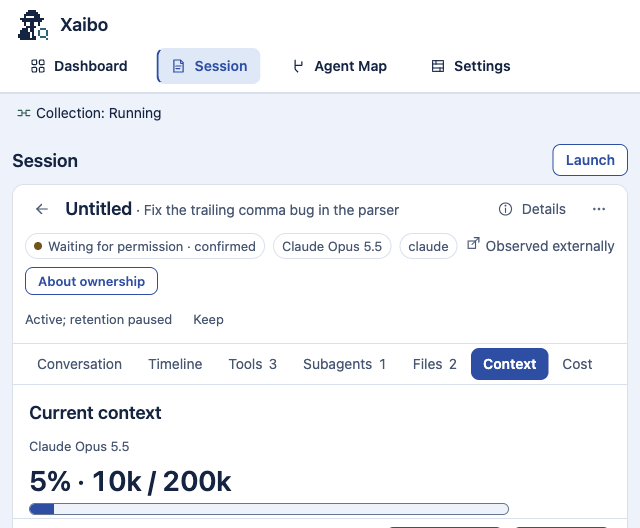 Xaibo
Dashboard Session Agent Map Settings
Collection: Running
Session
Launch
Untitled · Fix the trailing comma bug in the parser
Details
Waiting for permission · confirmed Claude Opus 5.5 claude Observed externally
About ownership
Active; retention paused Keep
Conversation Timeline Tools 3 Subagents 1 Files 2 Context Cost
Current context
Claude Opus 5.5
5% · 10k / 200k